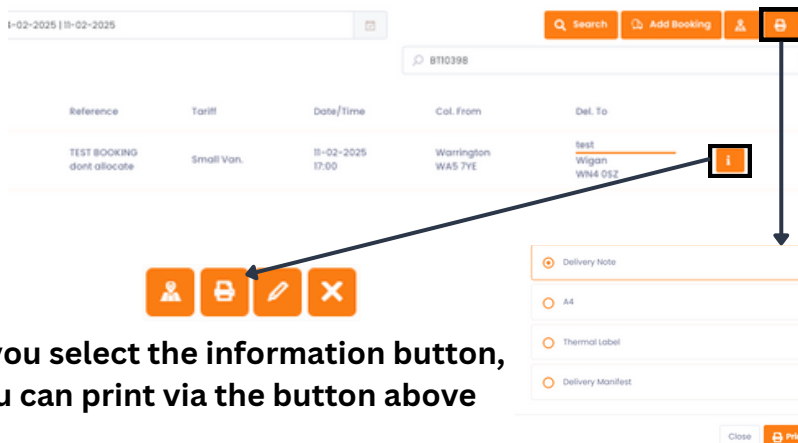 -02-2025 | 11-02-2025
Search
Add Booking
BT10398
Reference Tariff Date/Time Col. From Del. To
TEST BOOKING Small Van. 11-02-2025 Warrington test
dont allocate 17:00 WA5 7YE Wigan
WN4 0SZ
i
Delivery Note
A4
Thermal Label
Delivery Manifest
you select the information button,
u can print via the button above
Close Pri